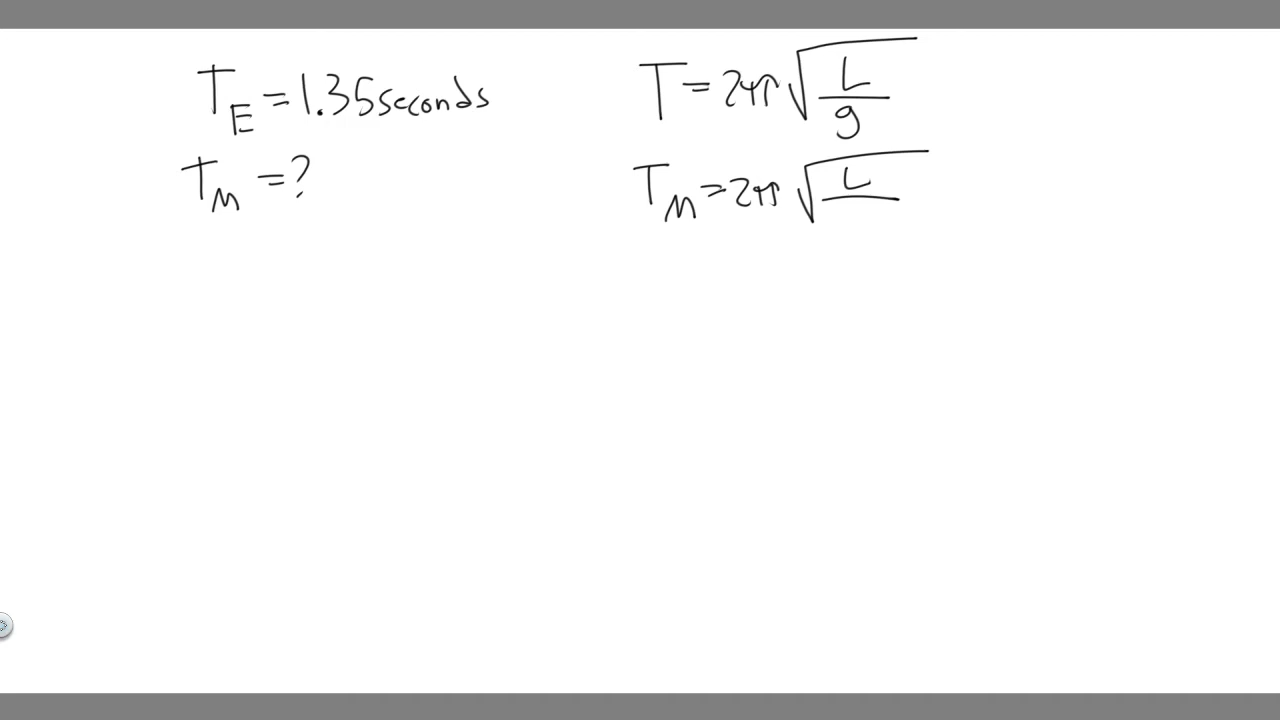 T_E = 1.35 seconds
T_M = ?
T = 2π√(L/g)
T_M = 2π√(L/